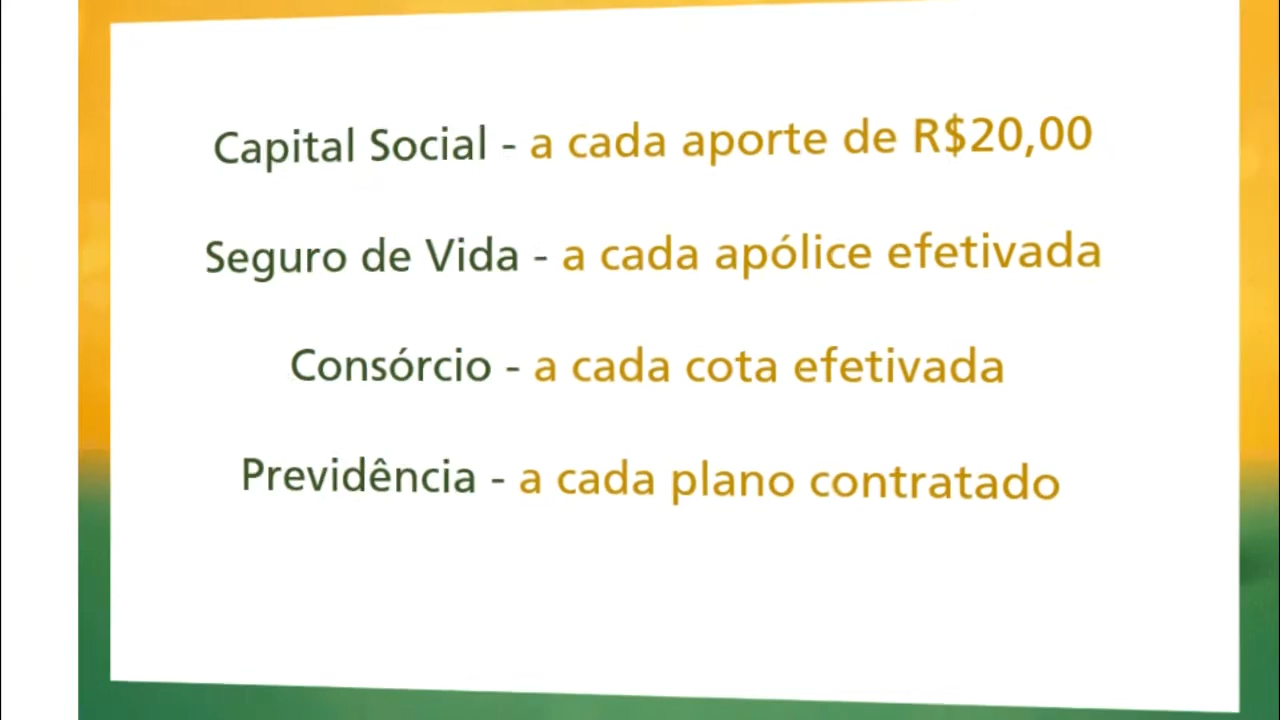 Capital Social - a cada aporte de R$20,00
Seguro de Vida - a cada apólice efetivada
Consórcio - a cada cota efetivada
Previdência - a cada plano contratado